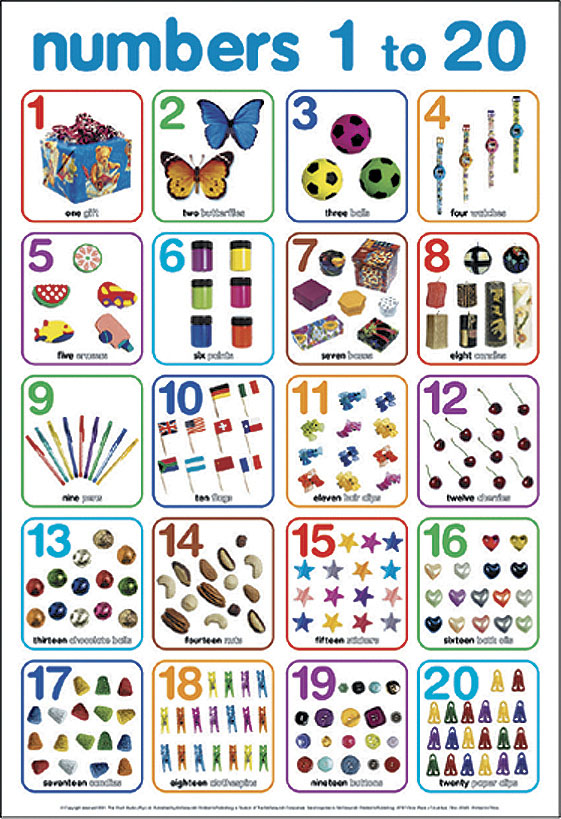 numbers 1 to 20
1
one gift
2
two butterflies
3
three balls
4
four watches
5
five erasers
6
six paints
7
seven boxes
8
eight candles
9
nine pens
10
ten flags
11
eleven hair clips
12
twelve cherries
13
thirteen chocolate balls
14
fourteen nuts
15
fifteen stickers
16
sixteen bath oils
17
seventeen candies
18
eighteen clothespins
19
nineteen buttons
20
twenty paper clips